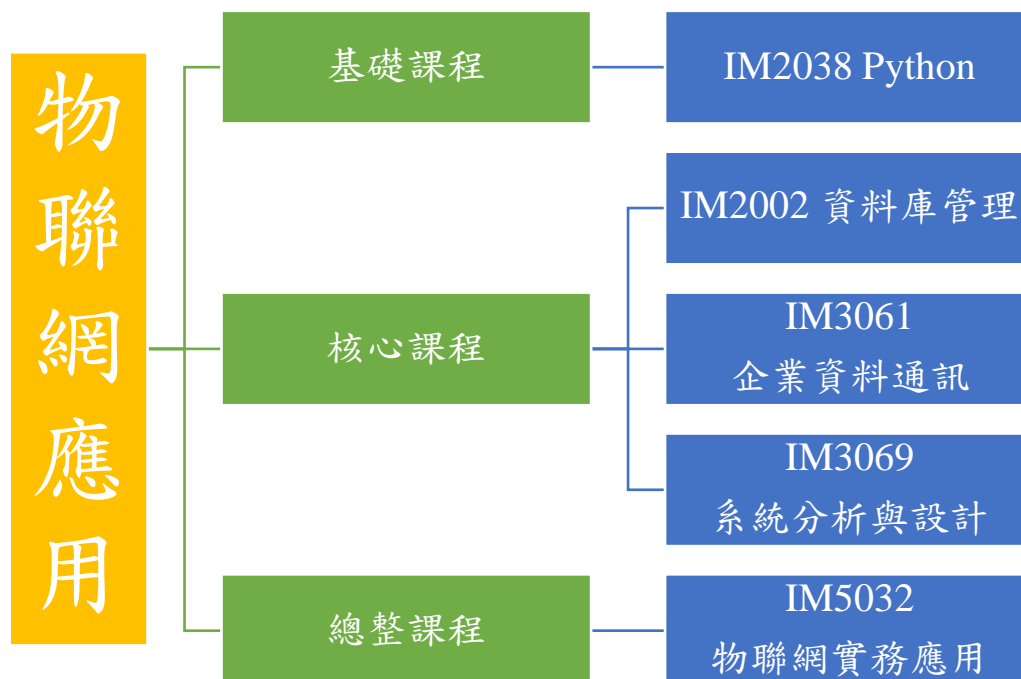 物聯網應用
基礎課程
IM2038 Python
核心課程
IM2002 資料庫管理
IM3061
企業資料通訊
IM3069
系統分析與設計
總整課程
IM5032
物聯網實務應用